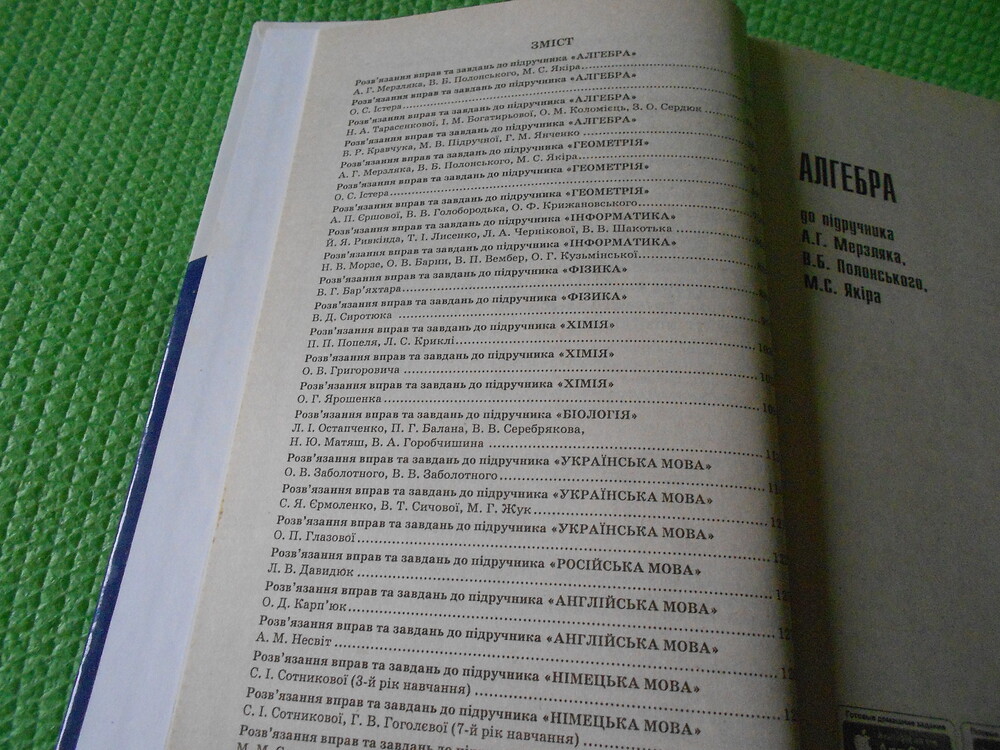 ЗМІСТ
Розв'язання вправ та завдань до підручника «АЛГЕБРА»
А. Г. Мерзляка, В. Б. Полонського, М. С. Якіра
Розв'язання вправ та завдань до підручника «АЛГЕБРА»
О. С. Істера
Розв'язання вправ та завдань до підручника «АЛГЕБРА»
Н. А. Тарасенкової, І. М. Богатирьової, О. М. Коломієць, З. О. Сердюк
Розв'язання вправ та завдань до підручника «АЛГЕБРА»
В. Р. Кравчука, М. В. Підручної, Г. М. Янченко
Розв'язання вправ та завдань до підручника «ГЕОМЕТРІЯ»
А. Г. Мерзляка, В. Б. Полонського, М. С. Якіра
Розв'язання вправ та завдань до підручника «ГЕОМЕТРІЯ»
О. С. Істера
Розв'язання вправ та завдань до підручника «ГЕОМЕТРІЯ»
А. П. Єршової, В. В. Голобородька, О. Ф. Крижановського
Розв'язання вправ та завдань до підручника «ІНФОРМАТИКА»
Й. Я. Ривкінда, Т. І. Лисенко, Л. А. Чернікової, В. В. Шакотька
Розв'язання вправ та завдань до підручника «ІНФОРМАТИКА»
Н. В. Морзе, О. В. Барни, В. П. Вембер, О. Г. Кузьмінської
Розв'язання вправ та завдань до підручника «ФІЗИКА»
В. Г. Бар'яхтара
Розв'язання вправ та завдань до підручника «ФІЗИКА»
В. Д. Сиротюка
Розв'язання вправ та завдань до підручника «ХІМІЯ»
П. П. Попеля, Л. С. Криклі
Розв'язання вправ та завдань до підручника «ХІМІЯ»
О. В. Григоровича
Розв'язання вправ та завдань до підручника «ХІМІЯ»
О. Г. Ярошенка
Розв'язання вправ та завдань до підручника «БІОЛОГІЯ»
Л. І. Остапченко, П. Г. Балана, В. В. Серебрякова,
Н. Ю. Матяш, В. А. Горобчишина
Розв'язання вправ та завдань до підручника «УКРАЇНСЬКА МОВА»
О. В. Заболотного, В. В. Заболотного
Розв'язання вправ та завдань до підручника «УКРАЇНСЬКА МОВА»
С. Я. Єрмоленко, В. Т. Сичової, М. Г. Жук
Розв'язання вправ та завдань до підручника «УКРАЇНСЬКА МОВА»
О. П. Глазової
Розв'язання вправ та завдань до підручника «РОСІЙСЬКА МОВА»
Л. В. Давидюк
Розв'язання вправ та завдань до підручника «АНГЛІЙСЬКА МОВА»
О. Д. Карп'юк
Розв'язання вправ та завдань до підручника «АНГЛІЙСЬКА МОВА»
А. М. Несвіт
Розв'язання вправ та завдань до підручника «НІМЕЦЬКА МОВА»
С. І. Сотникової (3-й рік навчання)
Розв'язання вправ та завдань до підручника «НІМЕЦЬКА МОВА»
С. І. Сотникової, Г. В. Гоголєвої (7-й рік навчання)
Розв'язання вправ та завдань до підручника
АЛГЕБРА
до підручника
А.Г. Мерзляка,
В.Б. Полонського,
М.С. Якіра
Готовые домашние задания